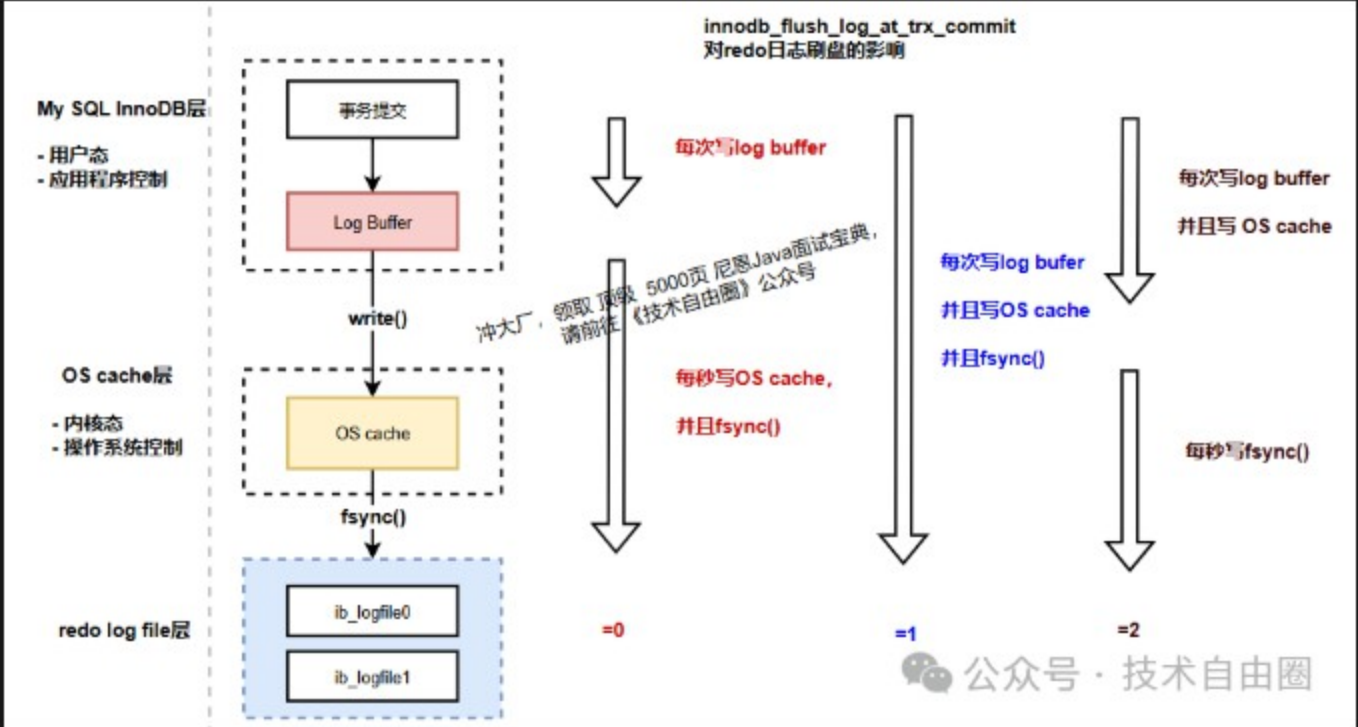 innodb_flush_log_at_trx_commit
对redo日志刷盘的影响
My SQL InnoDB层
- 用户态
- 应用程序控制
事务提交
Log Buffer
write()
OS cache层
- 内核态
- 操作系统控制
OS cache
fsync()
redo log file层
ib_logfile0
ib_logfile1
每次写log buffer
每秒写OS cache，
并且fsync()
=0
每次写log bufer
并且写OS cache
并且fsync()
=1
每次写log buffer
并且写 OS cache
每秒写fsync()
=2
冲大厂，领取 顶级 5000页 尼恩Java面试宝典，
请前往 《技术自由圈》公众号
公众号 · 技术自由圈